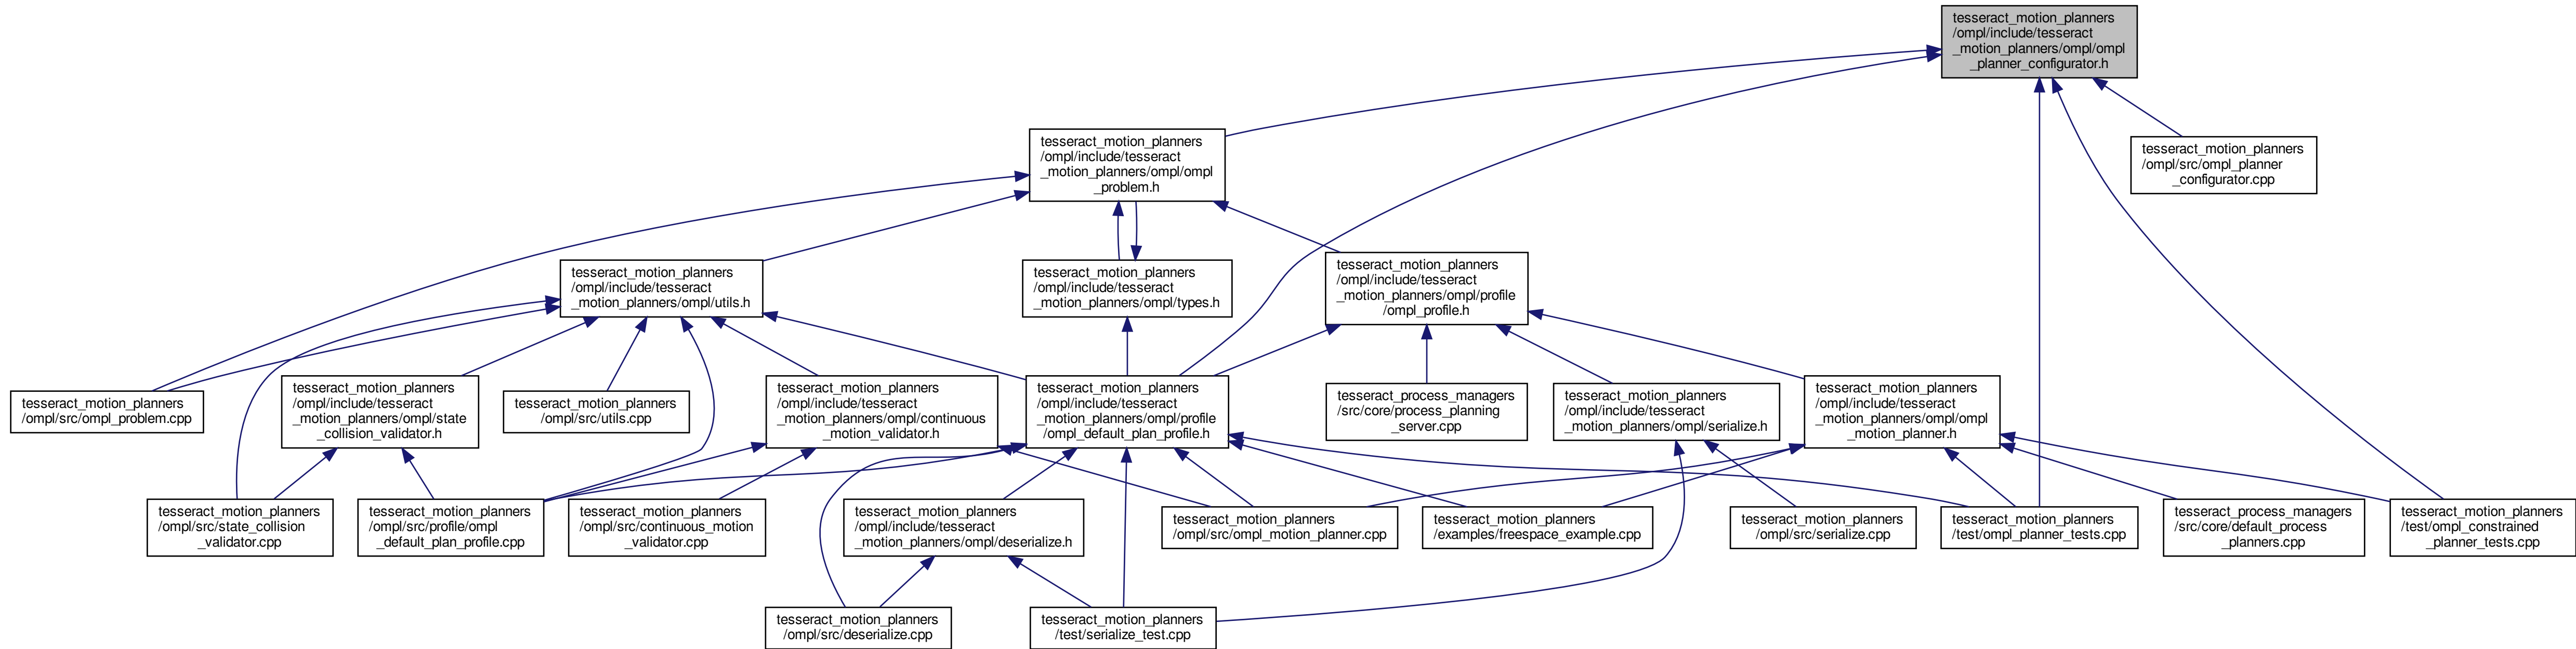 tesseract_motion_planners
/ompl/include/tesseract
_motion_planners/ompl/ompl
_planner_configurator.h
tesseract_motion_planners
/ompl/include/tesseract
_motion_planners/ompl/ompl
_problem.h
tesseract_motion_planners
/ompl/src/ompl_planner
_configurator.cpp
tesseract_motion_planners
/ompl/include/tesseract
_motion_planners/ompl/utils.h
tesseract_motion_planners
/ompl/include/tesseract
_motion_planners/ompl/types.h
tesseract_motion_planners
/ompl/include/tesseract
_motion_planners/ompl/profile
/ompl_profile.h
tesseract_motion_planners
/ompl/src/ompl_problem.cpp
tesseract_motion_planners
/ompl/include/tesseract
_motion_planners/ompl/state
_collision_validator.h
tesseract_motion_planners
/ompl/src/utils.cpp
tesseract_motion_planners
/ompl/include/tesseract
_motion_planners/ompl/continuous
_motion_validator.h
tesseract_motion_planners
/ompl/include/tesseract
_motion_planners/ompl/profile
/ompl_default_plan_profile.h
tesseract_process_managers
/src/core/process_planning
_server.cpp
tesseract_motion_planners
/ompl/include/tesseract
_motion_planners/ompl/serialize.h
tesseract_motion_planners
/ompl/include/tesseract
_motion_planners/ompl/ompl
_motion_planner.h
tesseract_motion_planners
/ompl/src/state_collision
_validator.cpp
tesseract_motion_planners
/ompl/src/profile/ompl
_default_plan_profile.cpp
tesseract_motion_planners
/ompl/src/continuous_motion
_validator.cpp
tesseract_motion_planners
/ompl/include/tesseract
_motion_planners/ompl/deserialize.h
tesseract_motion_planners
/ompl/src/ompl_motion_planner.cpp
tesseract_motion_planners
/examples/freespace_example.cpp
tesseract_motion_planners
/ompl/src/serialize.cpp
tesseract_motion_planners
/test/ompl_planner_tests.cpp
tesseract_process_managers
/src/core/default_process
_planners.cpp
tesseract_motion_planners
/test/ompl_constrained
_planner_tests.cpp
tesseract_motion_planners
/ompl/src/deserialize.cpp
tesseract_motion_planners
/test/serialize_test.cpp